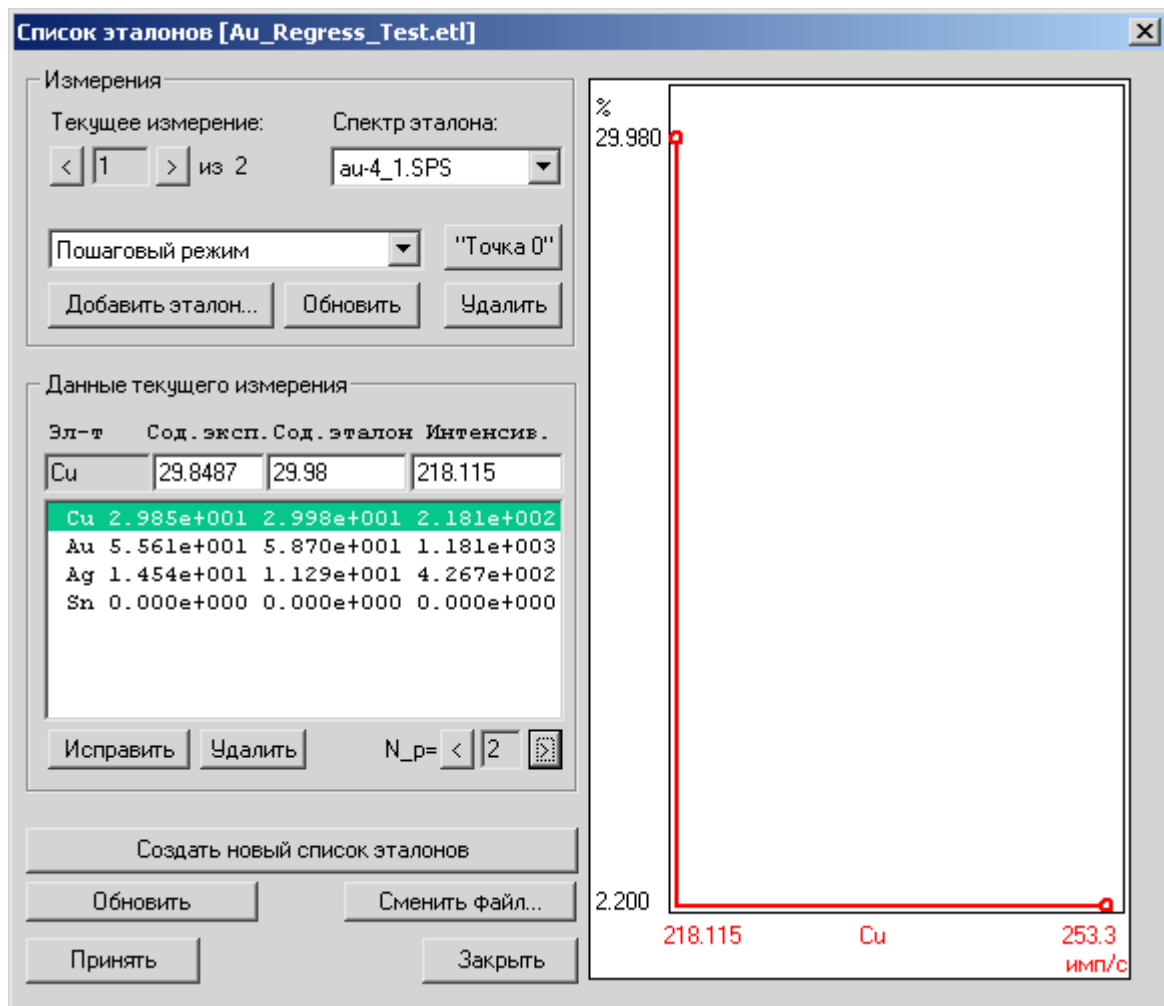 Список эталонов [Au_Regress_Test.etl]
Измерения
Текущее измерение: Спектр эталона:
< 1 > из 2 au-4_1.SPS
Пошаговый режим "Точка 0"
Добавить эталон... Обновить Удалить
Данные текущего измерения
Эл-т Сод.эксп. Сод.эталон Интенсив.
Cu 29.8487 29.98 218.115
Cu 2.985e+001 2.998e+001 2.181e+002
Au 5.561e+001 5.870e+001 1.181e+003
Ag 1.454e+001 1.129e+001 4.267e+002
Sn 0.000e+000 0.000e+000 0.000e+000
Исправить Удалить N_p= < 2 >
Создать новый список эталонов
Обновить Сменить файл...
Принять Закрыть
%
29.980
2.200
218.115 Cu 253.3
имп/с